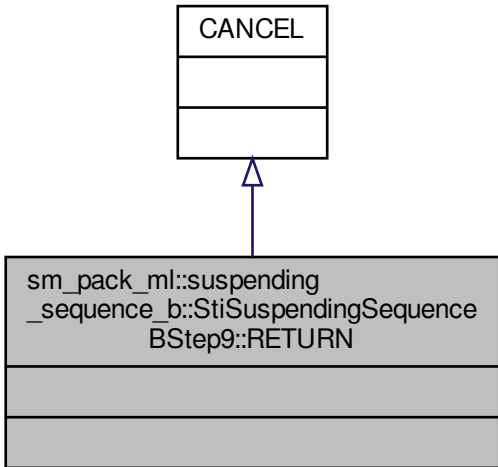 CANCEL
sm_pack_ml::suspending
_sequence_b::StiSuspendingSequence
BStep9::RETURN